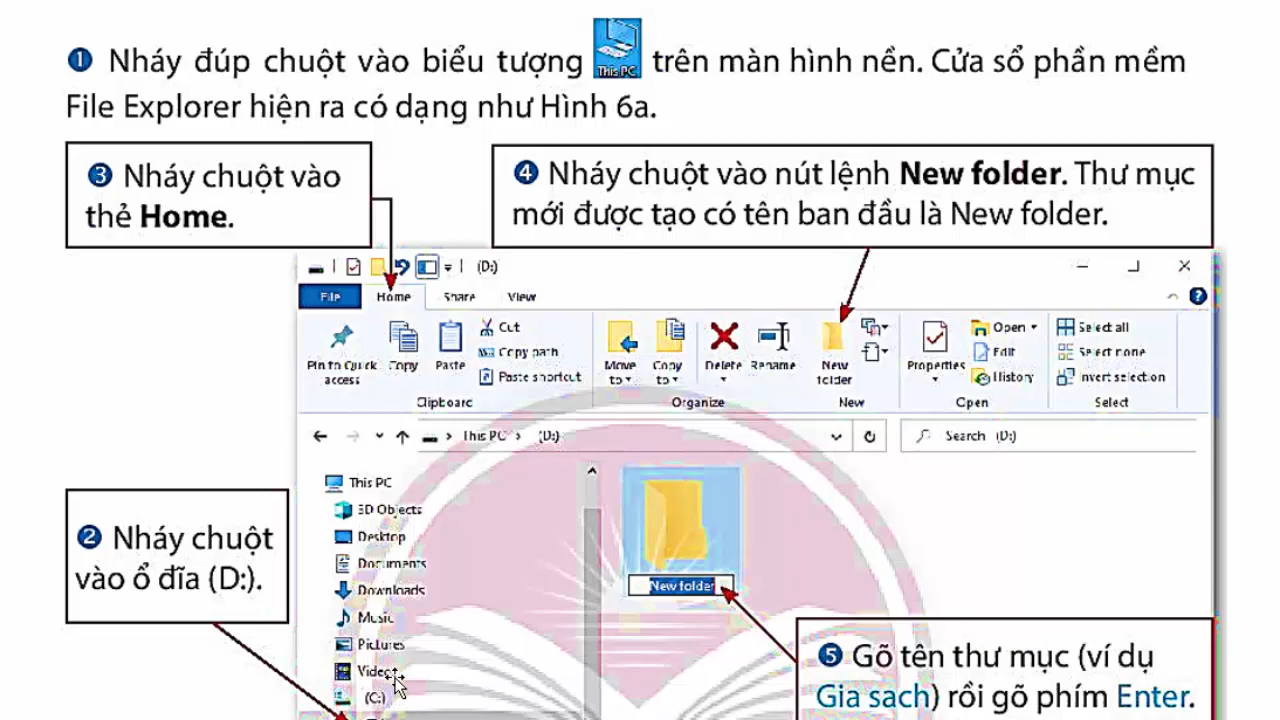 ❶ Nháy đúp chuột vào biểu tượng This PC trên màn hình nền. Cửa sổ phần mềm
File Explorer hiện ra có dạng như Hình 6a.
❸ Nháy chuột vào
thẻ Home.
❹ Nháy chuột vào nút lệnh New folder. Thư mục
mới được tạo có tên ban đầu là New folder.
(D:)
File Home Share View
Pin to Quick
access
Copy
Paste
Cut
Copy path
Paste shortcut
Clipboard
Move
to
Copy
to
Delete
Rename
Organize
New
folder
New
Properties
Open
Edit
History
Open
Select all
Select none
Invert selection
Select
This PC > (D:)
Search (D:)
❷ Nháy chuột
vào ổ đĩa (D:).
This PC
3D Objects
Desktop
Documents
Downloads
Music
Pictures
Videos
(C:)
New folder
❺ Gõ tên thư mục (ví dụ
Gia sach) rồi gõ phím Enter.